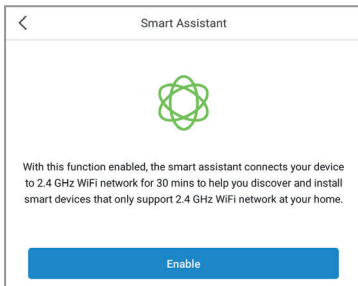 Smart Assistant
With this function enabled, the smart assistant connects your device
to 2.4 GHz WiFi network for 30 mins to help you discover and install
smart devices that only support 2.4 GHz WiFi network at your home.
Enable